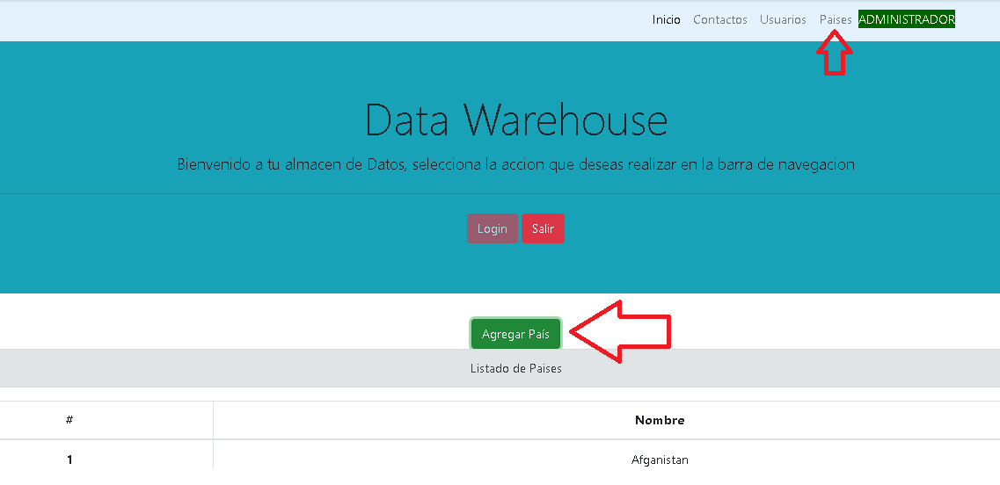 Inicio Contactos Usuarios Paises ADMINISTRADOR
Data Warehouse
Bienvenido a tu almacen de Datos, selecciona la accion que deseas realizar en la barra de navegacion
Login Salir
Agregar País
Listado de Paises
# Nombre
1 Afganistan